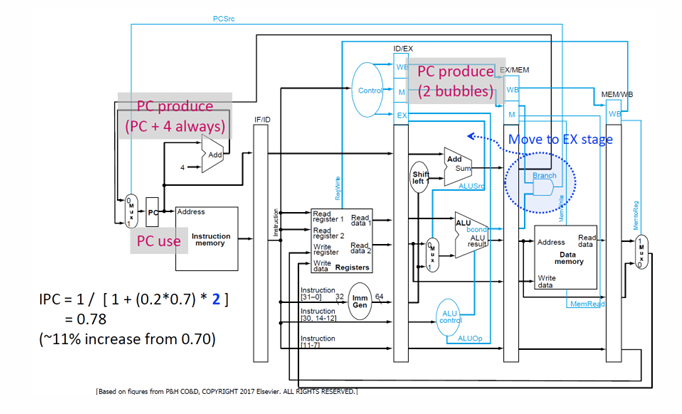 PCSrc
ID/EX
WB
PC produce
(2 bubbles)
EX/MEM
Control
M
WB
MEM/WB
EX
M
WB
PC produce
(PC + 4 always)
IF/ID
Add
4
Move to EX stage
Add
Sum
Shift
left 1
ALUSrc
Branch
RegWrite
MemWrite
MemtoReg
0
M
u
x
1
PC
Address
Instruction
memory
PC use
Instruction
Read
register 1
Read
register 2
Write
register
Write
data
Read
data 1
Read
data 2
Registers
0
M
u
x
1
ALU
bcond
ALU
result
Address
Read
data
Data
memory
Write
data
1
M
u
x
0
MemRead
Instruction
[31–0]
32
Imm
Gen
64
Instruction
[30, 14-12]
ALU
control
ALUOp
Instruction
[11-7]
IPC = 1 / [ 1 + (0.2*0.7) * 2 ]
= 0.78
(~11% increase from 0.70)
[Based on figures from P&H CO&D, COPYRIGHT 2017 Elsevier. ALL RIGHTS RESERVED.]